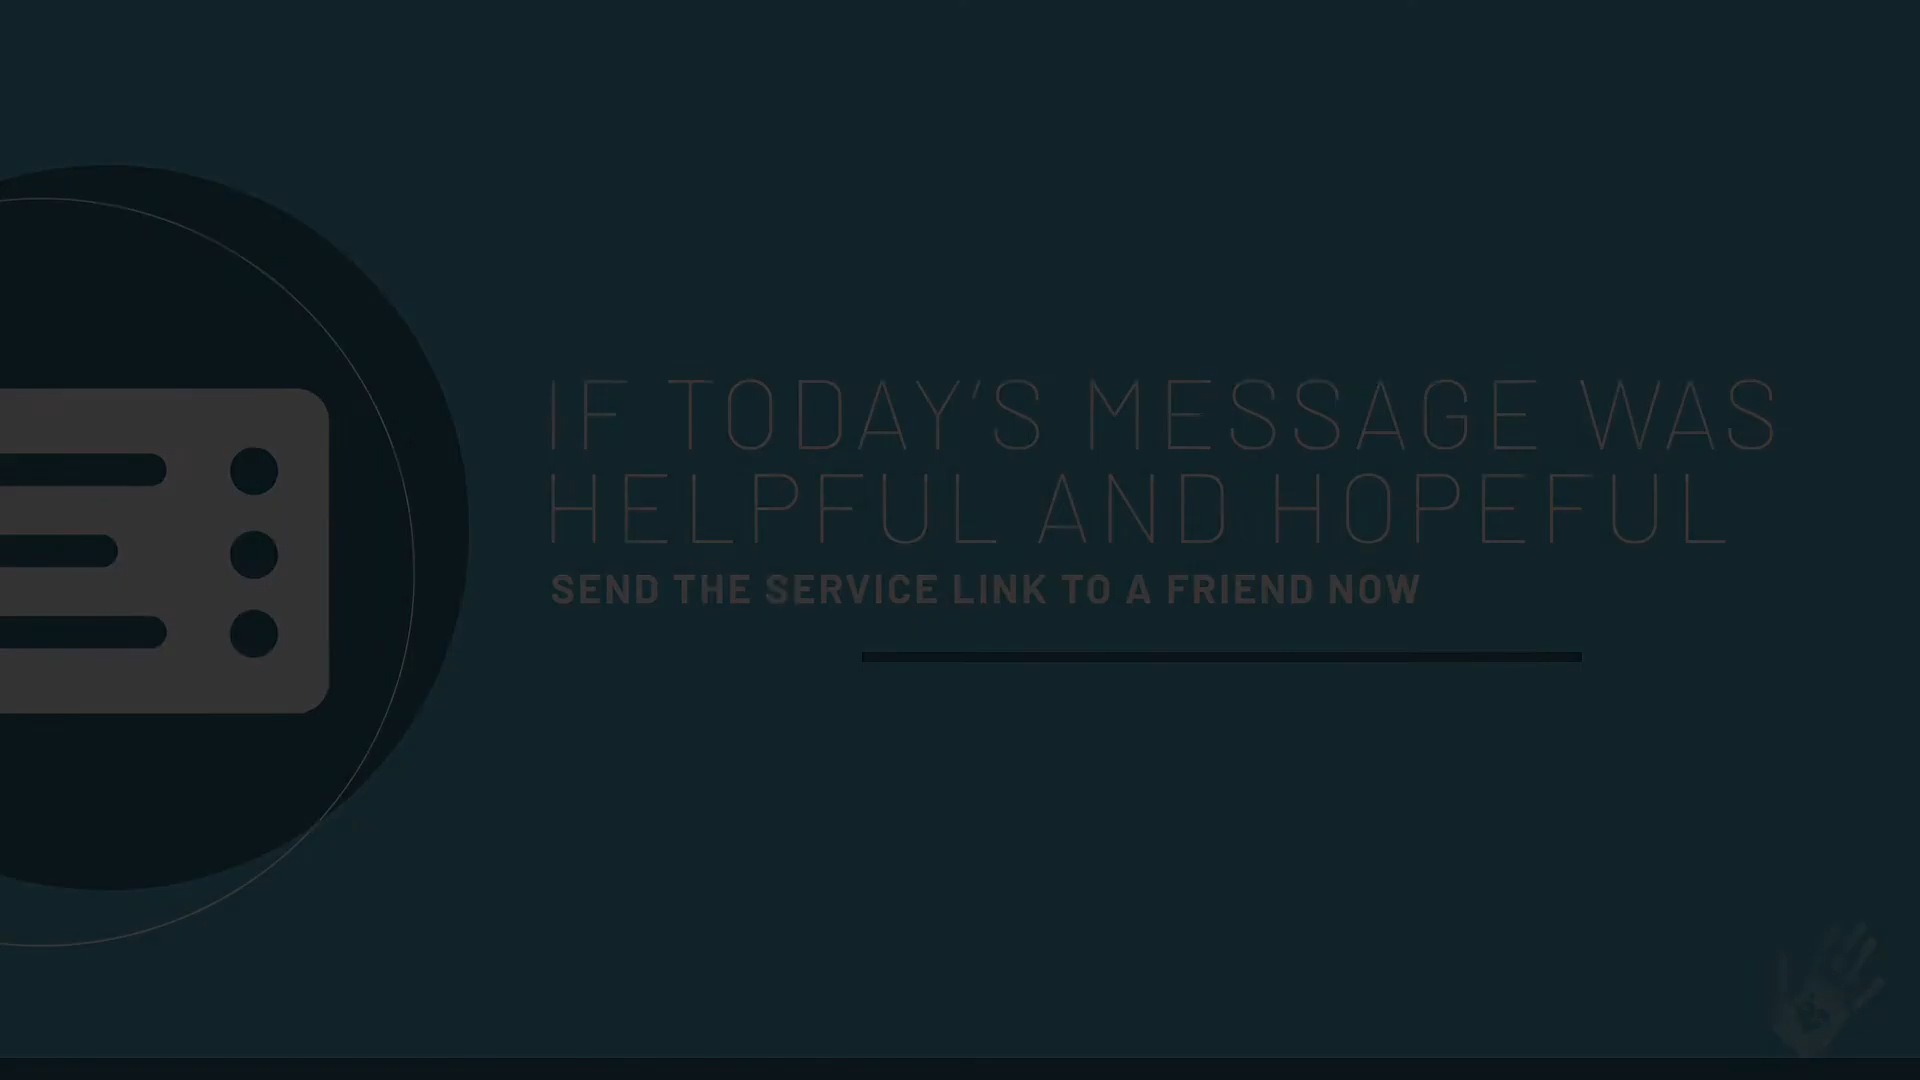 IF TODAY'S MESSAGE WAS
HELPFUL AND HOPEFUL
SEND THE SERVICE LINK TO A FRIEND NOW